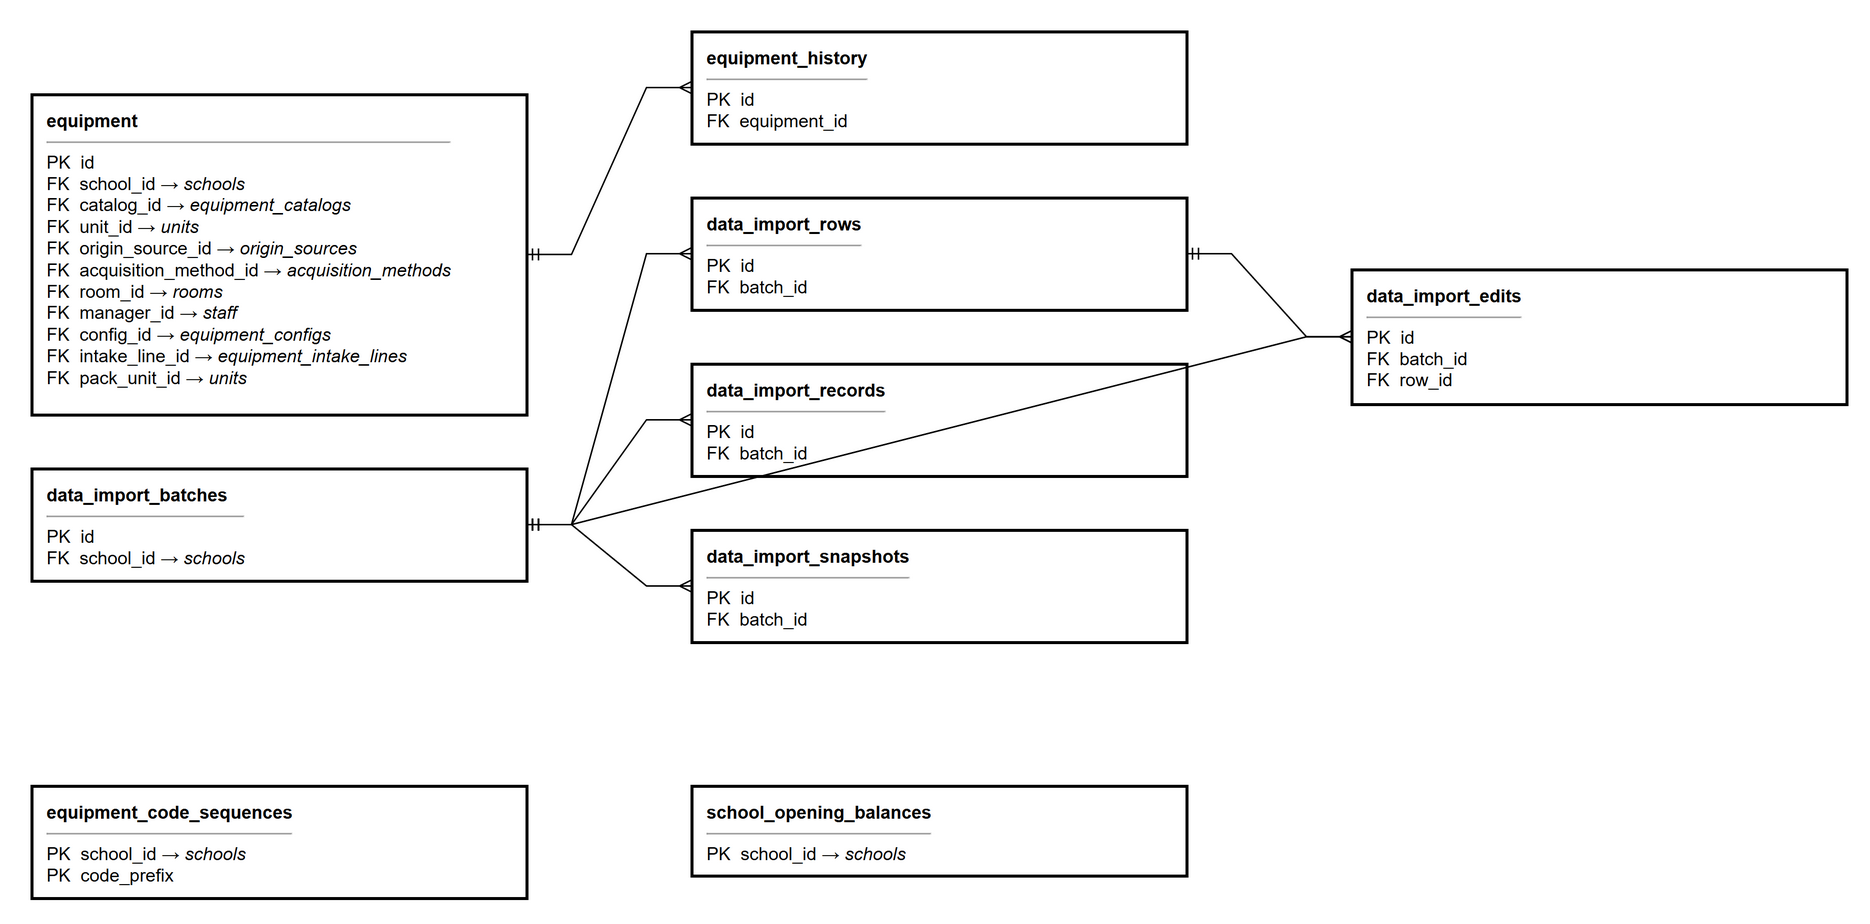 equipment
PK id
FK school_id → schools
FK catalog_id → equipment_catalogs
FK unit_id → units
FK origin_source_id → origin_sources
FK acquisition_method_id → acquisition_methods
FK room_id → rooms
FK manager_id → staff
FK config_id → equipment_configs
FK intake_line_id → equipment_intake_lines
FK pack_unit_id → units
data_import_batches
PK id
FK school_id → schools
equipment_history
PK id
FK equipment_id
data_import_rows
PK id
FK batch_id
data_import_records
PK id
FK batch_id
data_import_snapshots
PK id
FK batch_id
data_import_edits
PK id
FK batch_id
FK row_id
equipment_code_sequences
PK school_id → schools
PK code_prefix
school_opening_balances
PK school_id → schools